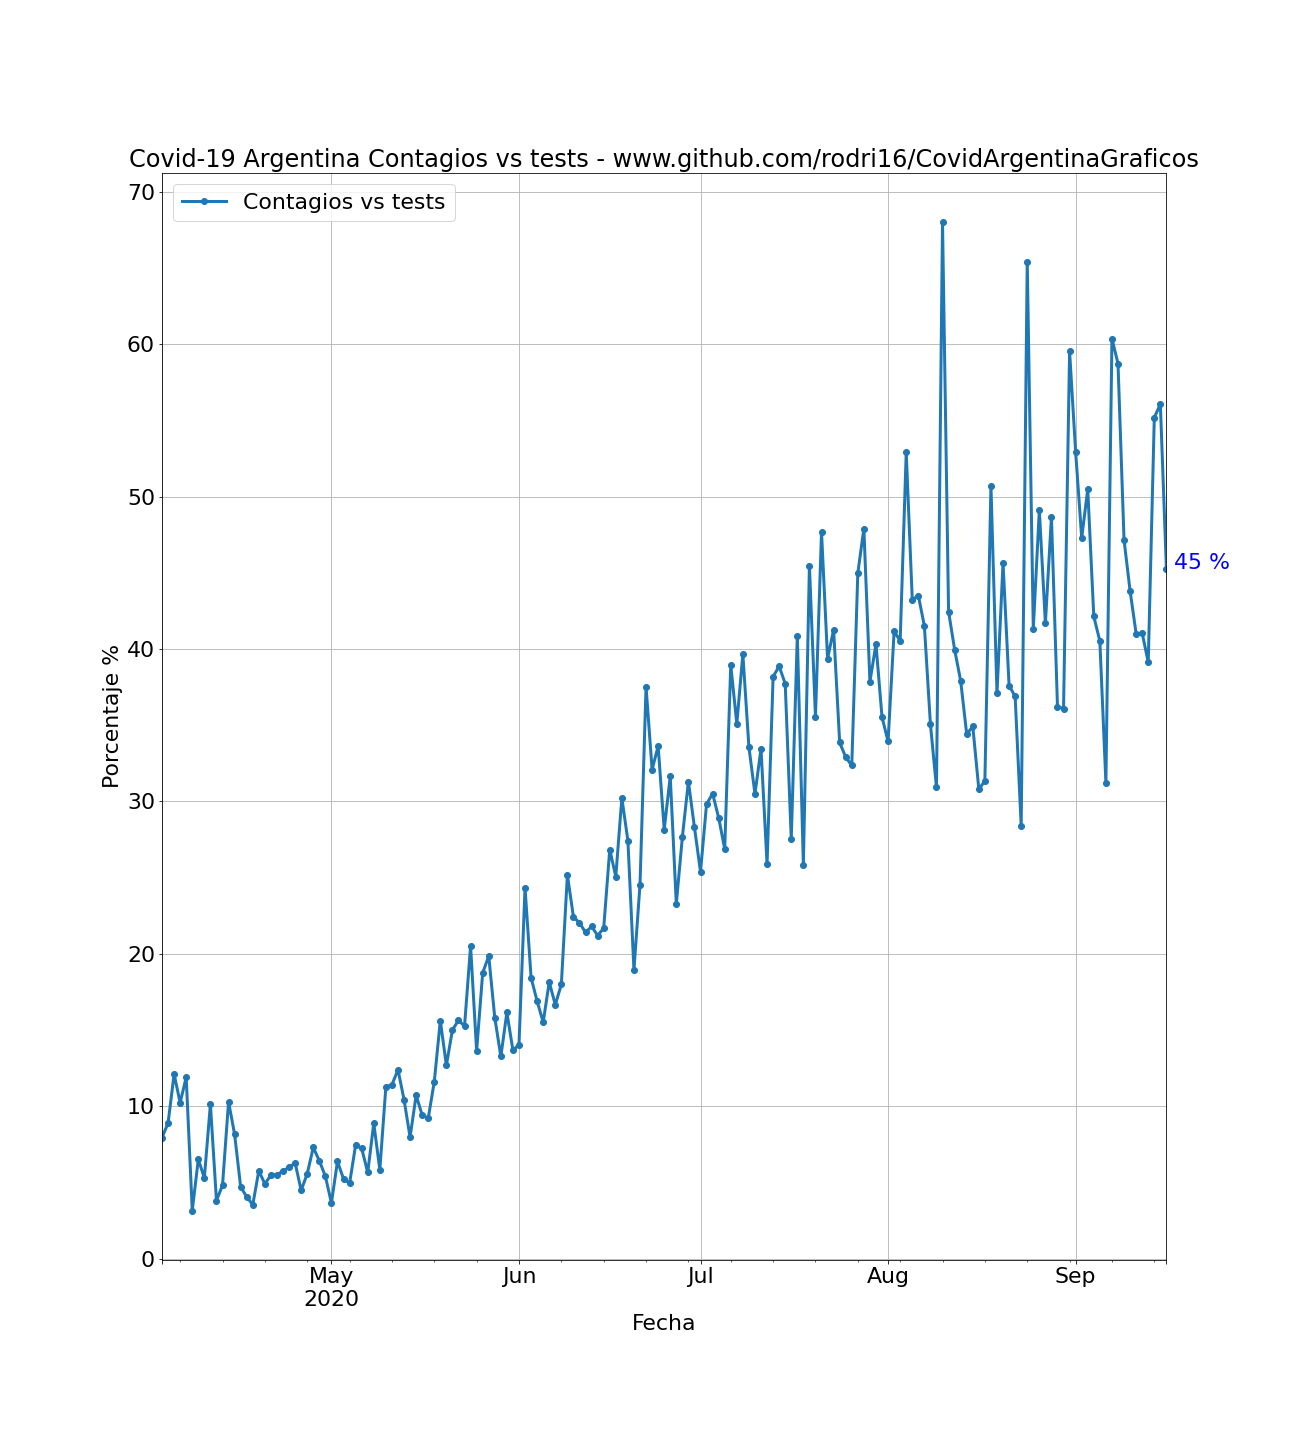 Covid-19 Argentina Contagios vs tests - www.github.com/rodri16/CovidArgentinaGraficos
Contagios vs tests
70
60
50
40
30
20
10
0
Porcentaje %
45 %
May
2020
Jun
Jul
Aug
Sep
Fecha